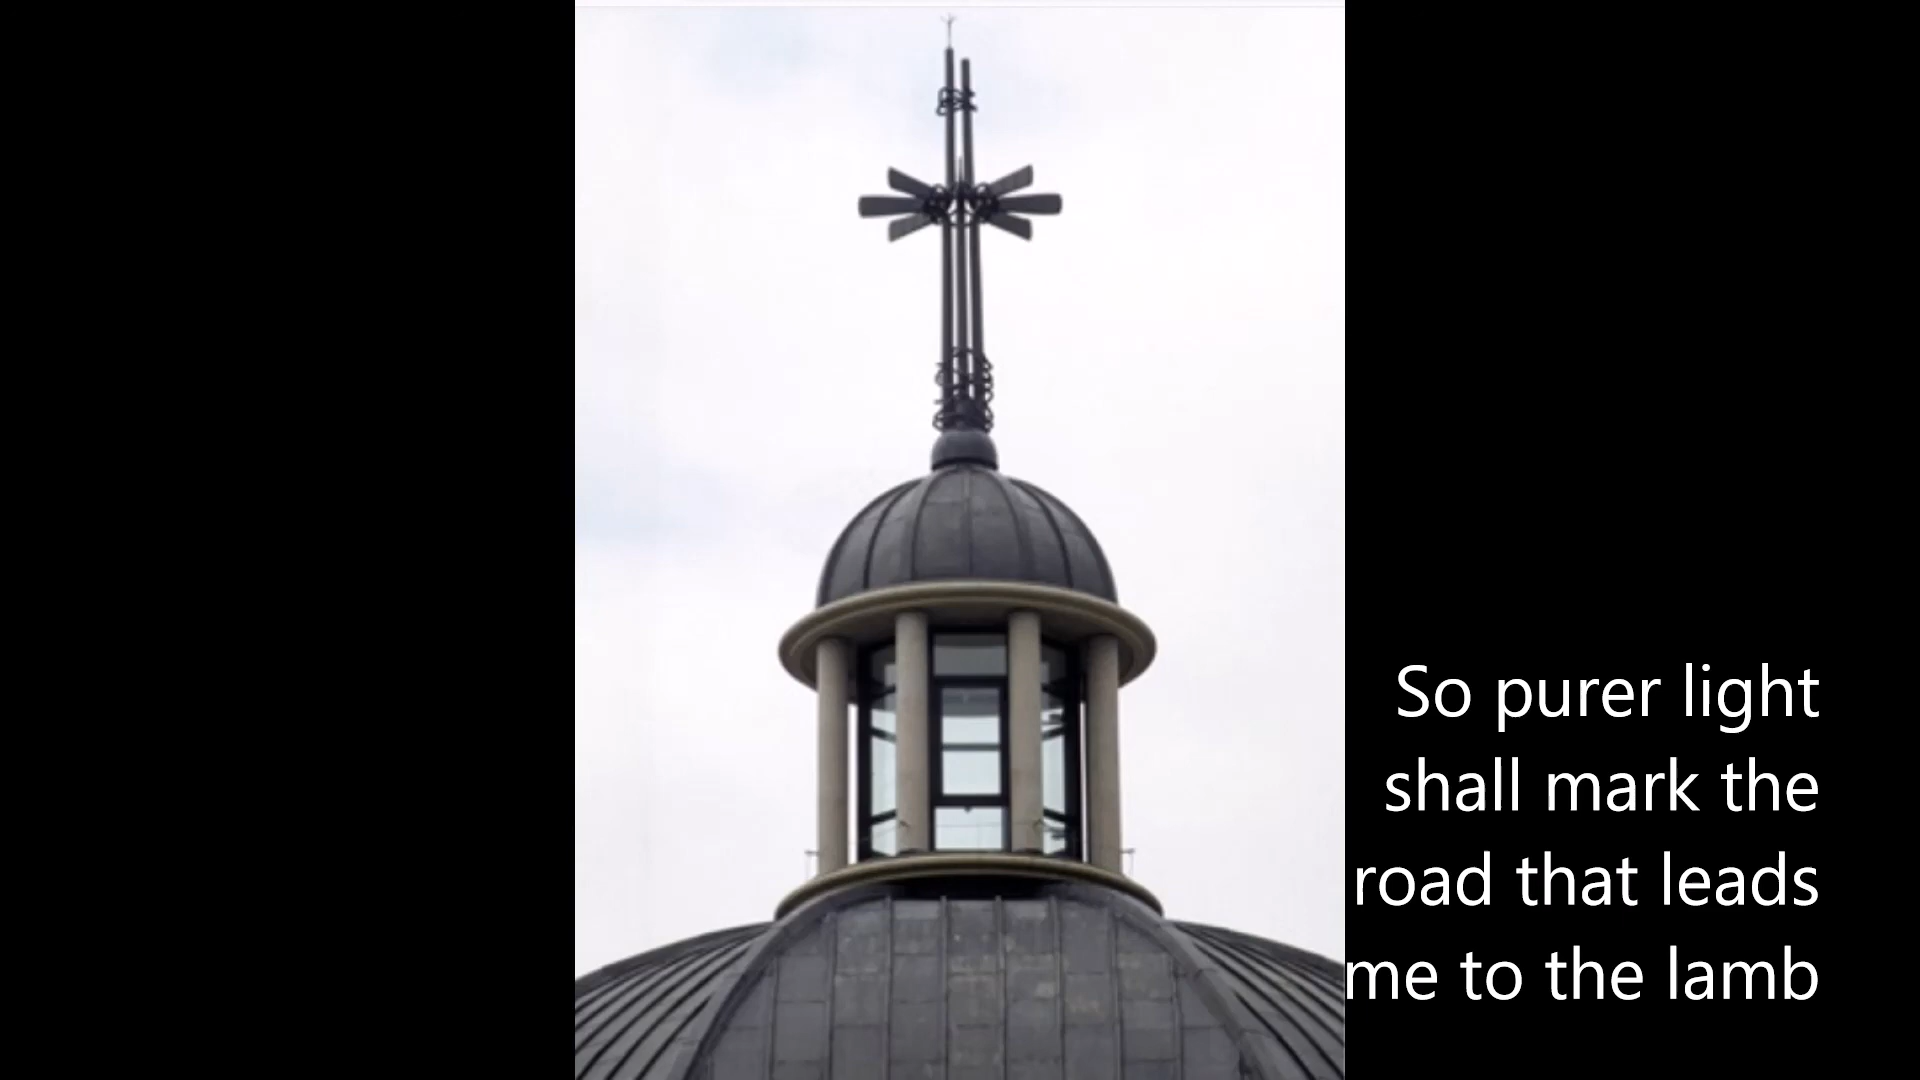 So purer light
shall mark the
road that leads
me to the lamb